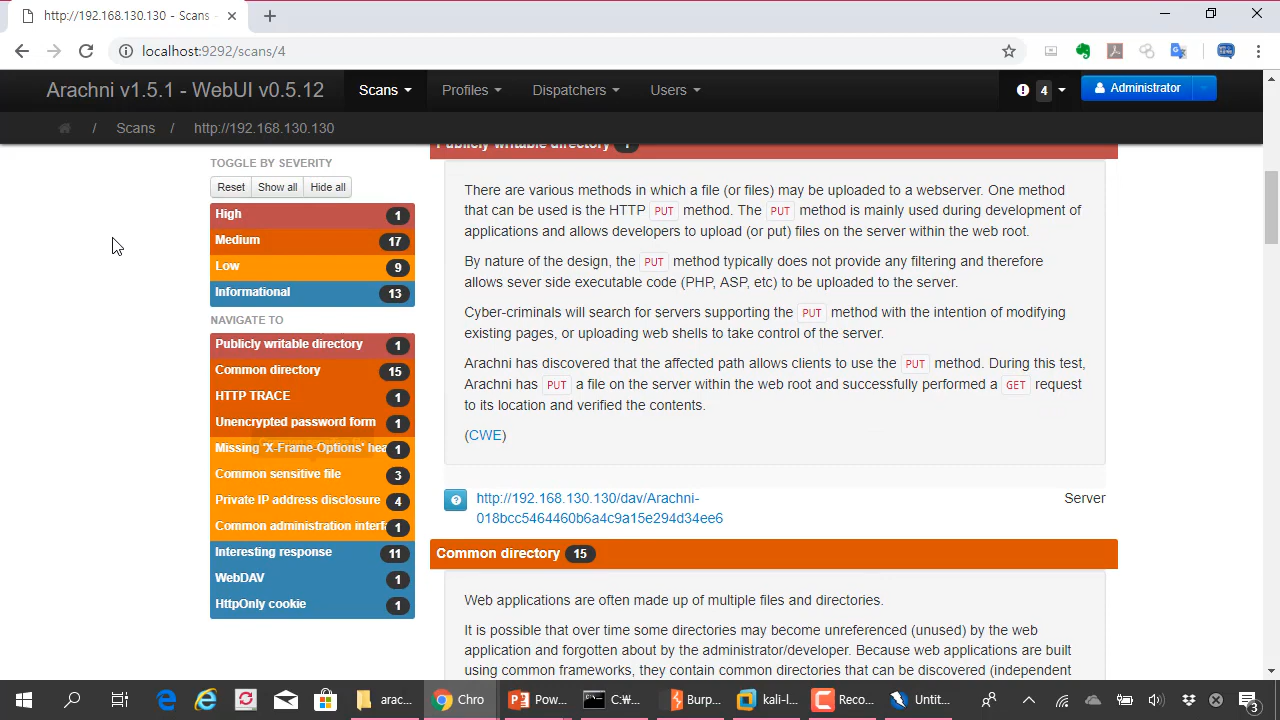 http://192.168.130.130 - Scans -
localhost:9292/scans/4
Arachni v1.5.1 - WebUI v0.5.12
Scans
Profiles
Dispatchers
Users
4
Administrator
/ Scans / http://192.168.130.130
TOGGLE BY SEVERITY
Reset
Show all
Hide all
High 1
Medium 17
Low 9
Informational 13
NAVIGATE TO
Publicly writable directory 1
Common directory 15
HTTP TRACE 1
Unencrypted password form 1
Missing 'X-Frame-Options' hea 1
Common sensitive file 3
Private IP address disclosure 4
Common administration interf 1
Interesting response 11
WebDAV 1
HttpOnly cookie 1
Publicly writable directory 1
There are various methods in which a file (or files) may be uploaded to a webserver. One method
that can be used is the HTTP PUT method. The PUT method is mainly used during development of
applications and allows developers to upload (or put) files on the server within the web root.
By nature of the design, the PUT method typically does not provide any filtering and therefore
allows sever side executable code (PHP, ASP, etc) to be uploaded to the server.
Cyber-criminals will search for servers supporting the PUT method with the intention of modifying
existing pages, or uploading web shells to take control of the server.
Arachni has discovered that the affected path allows clients to use the PUT method. During this test,
Arachni has PUT a file on the server within the web root and successfully performed a GET request
to its location and verified the contents.
(CWE)
http://192.168.130.130/dav/Arachni-
018bcc5464460b6a4c9a15e294d34ee6
Server
Common directory 15
Web applications are often made up of multiple files and directories.
It is possible that over time some directories may become unreferenced (unused) by the web
application and forgotten about by the administrator/developer. Because web applications are built
using common frameworks, they contain common directories that can be discovered (independent
arac...
Chro
Pow...
C:₩...
Burp...
kali-l...
Reco...
Untit...
3